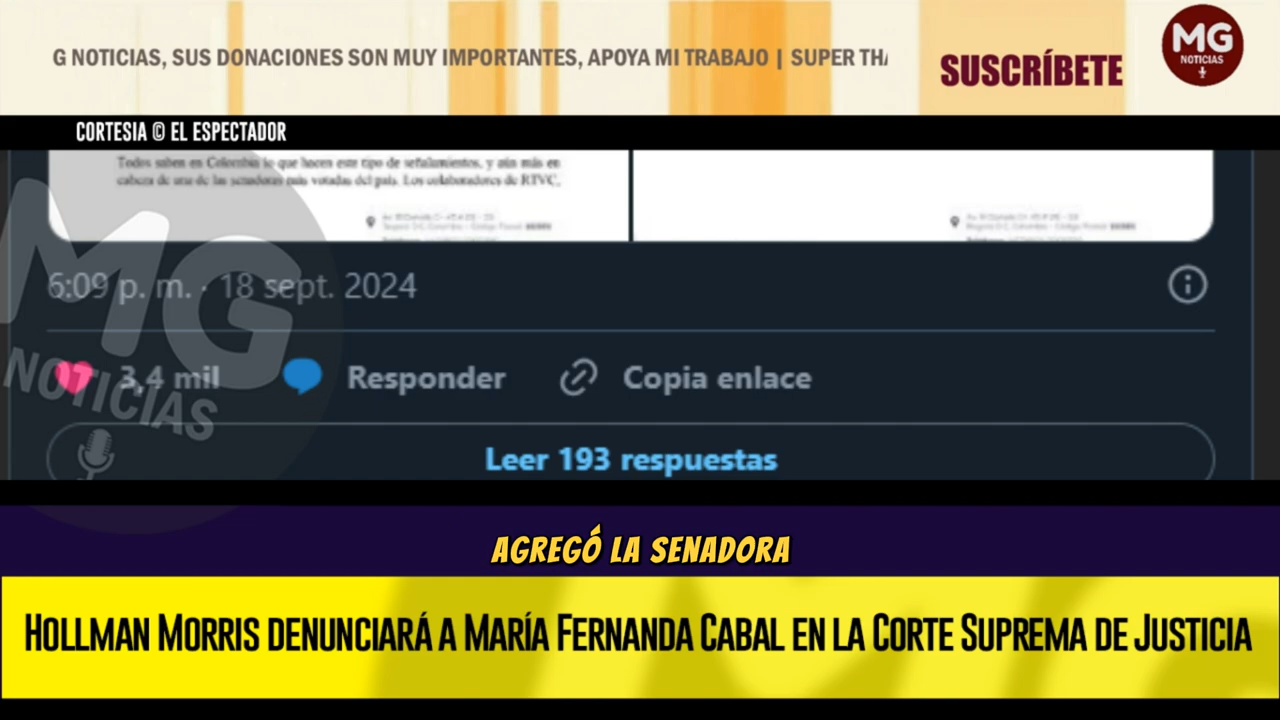 G NOTICIAS, SUS DONACIONES SON MUY IMPORTANTES, APOYA MI TRABAJO | SUPER THA
SUSCRÍBETE
MG
NOTICIAS
CORTESIA © EL ESPECTADOR
Todos saben en Colombia lo que hacen este tipo de señalamientos, y aún más en
cabeza de una de las senadoras más votadas del país. Los colaboradores de RTVC,
6:09 p. m. · 18 sept. 2024
MG
NOTICIAS
3,4 mil Responder Copia enlace
Leer 193 respuestas
AGREGÓ LA SENADORA
HOLLMAN MORRIS DENUNCIARÁ A MARÍA FERNANDA CABAL EN LA CORTE SUPREMA DE JUSTICIA